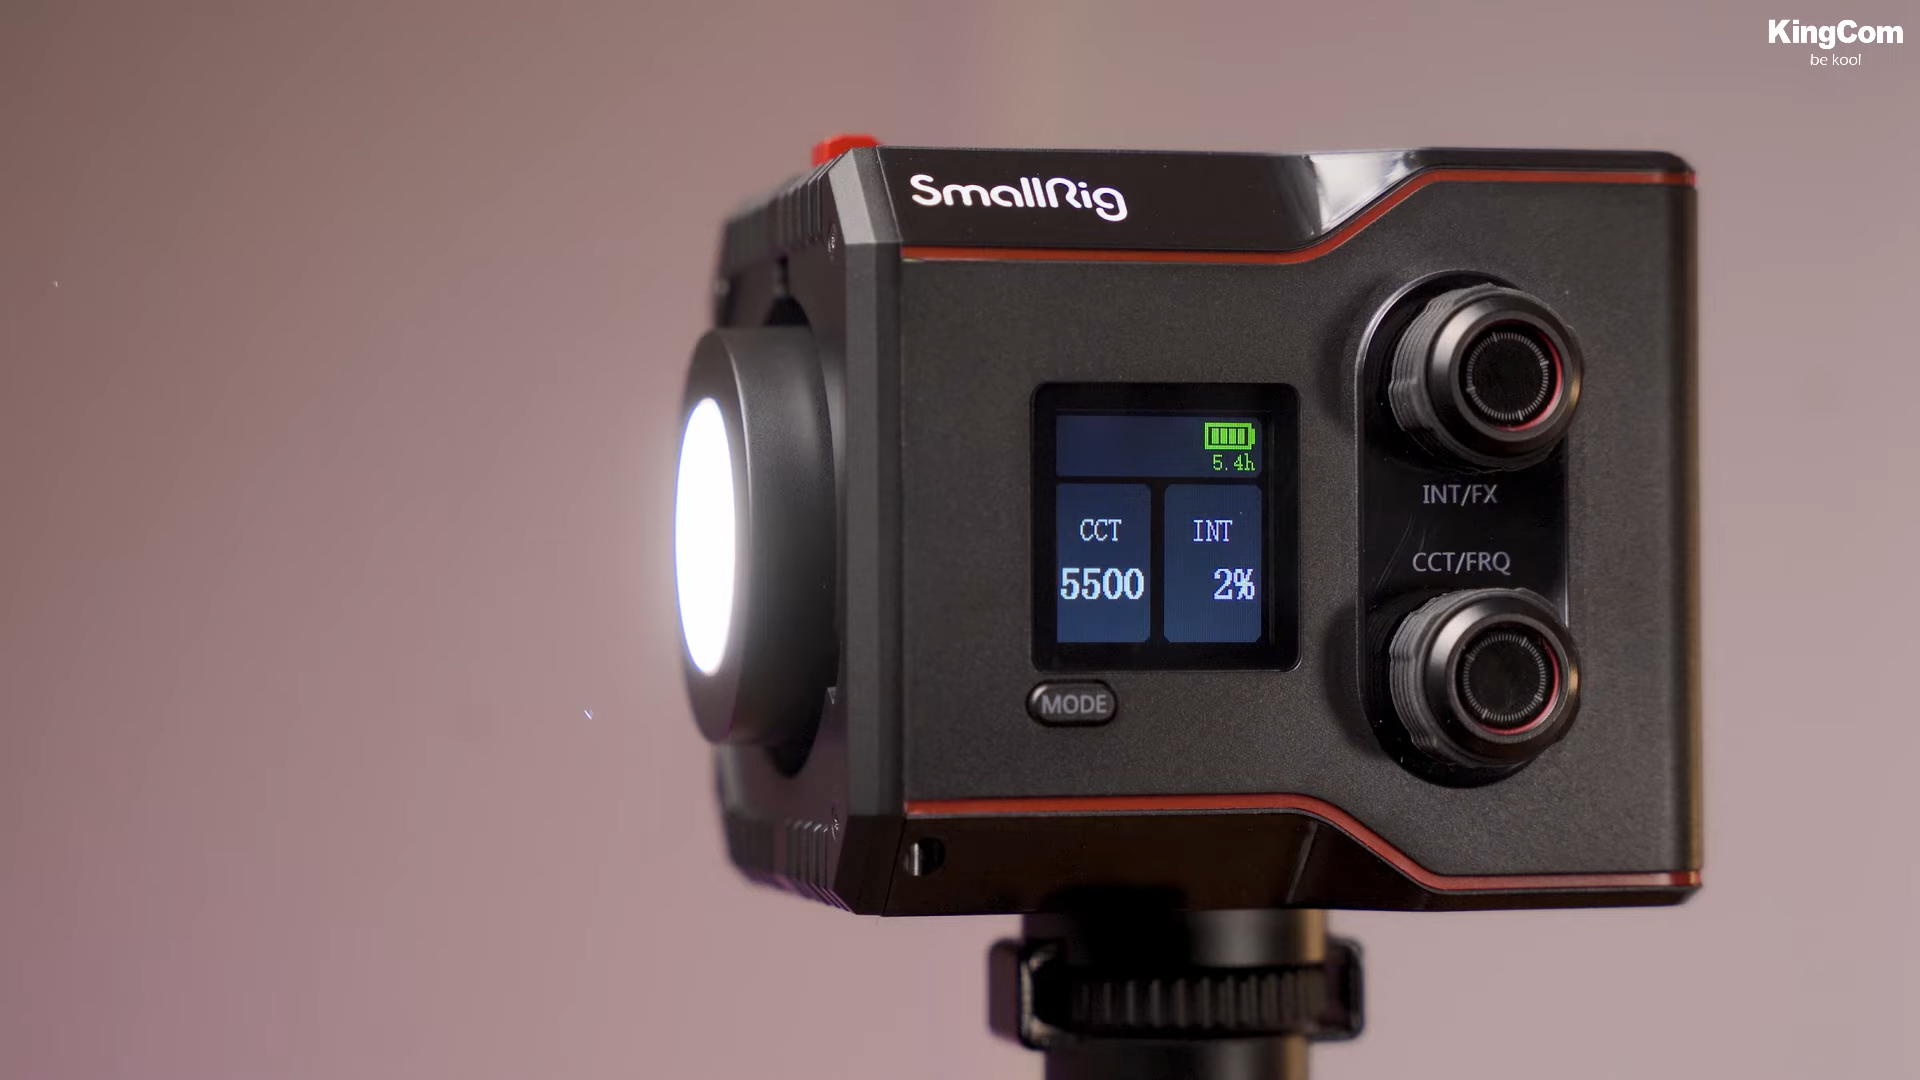 KingCom
be kool
SmallRig
5.4h
CCT
INT
5500
2%
INT/FX
CCT/FRQ
MODE